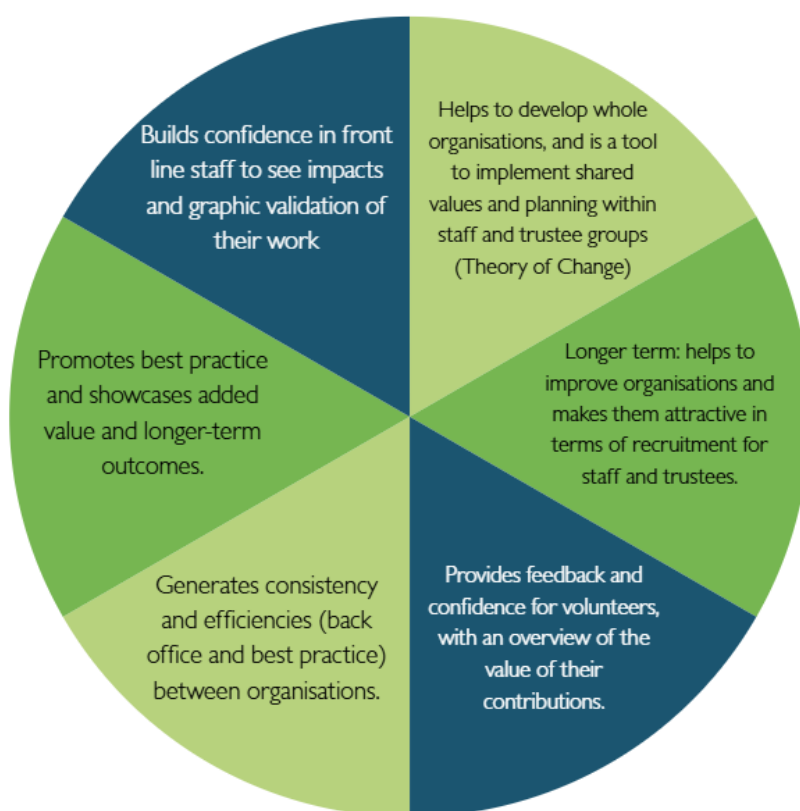 Builds confidence in front
line staff to see impacts
and graphic validation of
their work
Helps to develop whole
organisations, and is a tool
to implement shared
values and planning within
staff and trustee groups
(Theory of Change)
Longer term: helps to
improve organisations and
makes them attractive in
terms of recruitment for
staff and trustees.
Provides feedback and
confidence for volunteers,
with an overview of the
value of their
contributions.
Generates consistency
and efficiencies (back
office and best practice)
between organisations.
Promotes best practice
and showcases added
value and longer-term
outcomes.